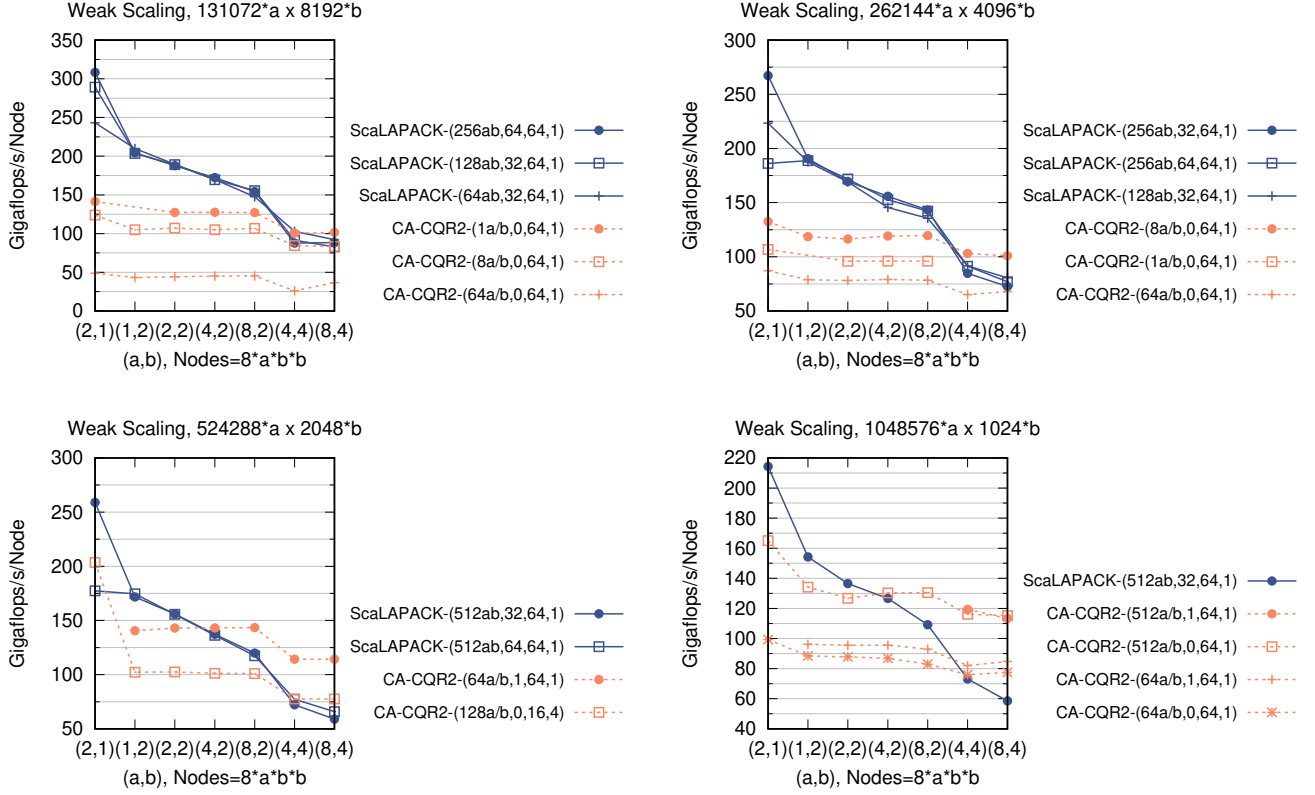 Weak Scaling, 131072*a x 8192*b
Gigaflops/s/Node
350
300
250
200
150
100
50
0
(2,1)(1,2)(2,2)(4,2)(8,2)(4,4)(8,4)
(a,b), Nodes=8*a*b*b
ScaLAPACK-(256ab,64,64,1)
ScaLAPACK-(128ab,32,64,1)
ScaLAPACK-(64ab,32,64,1)
CA-CQR2-(1a/b,0,64,1)
CA-CQR2-(8a/b,0,64,1)
CA-CQR2-(64a/b,0,64,1)
Weak Scaling, 262144*a x 4096*b
Gigaflops/s/Node
300
250
200
150
100
50
(2,1)(1,2)(2,2)(4,2)(8,2)(4,4)(8,4)
(a,b), Nodes=8*a*b*b
ScaLAPACK-(256ab,32,64,1)
ScaLAPACK-(256ab,64,64,1)
ScaLAPACK-(128ab,32,64,1)
CA-CQR2-(8a/b,0,64,1)
CA-CQR2-(1a/b,0,64,1)
CA-CQR2-(64a/b,0,64,1)
Weak Scaling, 524288*a x 2048*b
Gigaflops/s/Node
300
250
200
150
100
50
(2,1)(1,2)(2,2)(4,2)(8,2)(4,4)(8,4)
(a,b), Nodes=8*a*b*b
ScaLAPACK-(512ab,32,64,1)
ScaLAPACK-(512ab,64,64,1)
CA-CQR2-(64a/b,1,64,1)
CA-CQR2-(128a/b,0,16,4)
Weak Scaling, 1048576*a x 1024*b
Gigaflops/s/Node
220
200
180
160
140
120
100
80
60
40
(2,1)(1,2)(2,2)(4,2)(8,2)(4,4)(8,4)
(a,b), Nodes=8*a*b*b
ScaLAPACK-(512ab,32,64,1)
CA-CQR2-(512a/b,1,64,1)
CA-CQR2-(512a/b,0,64,1)
CA-CQR2-(64a/b,1,64,1)
CA-CQR2-(64a/b,0,64,1)